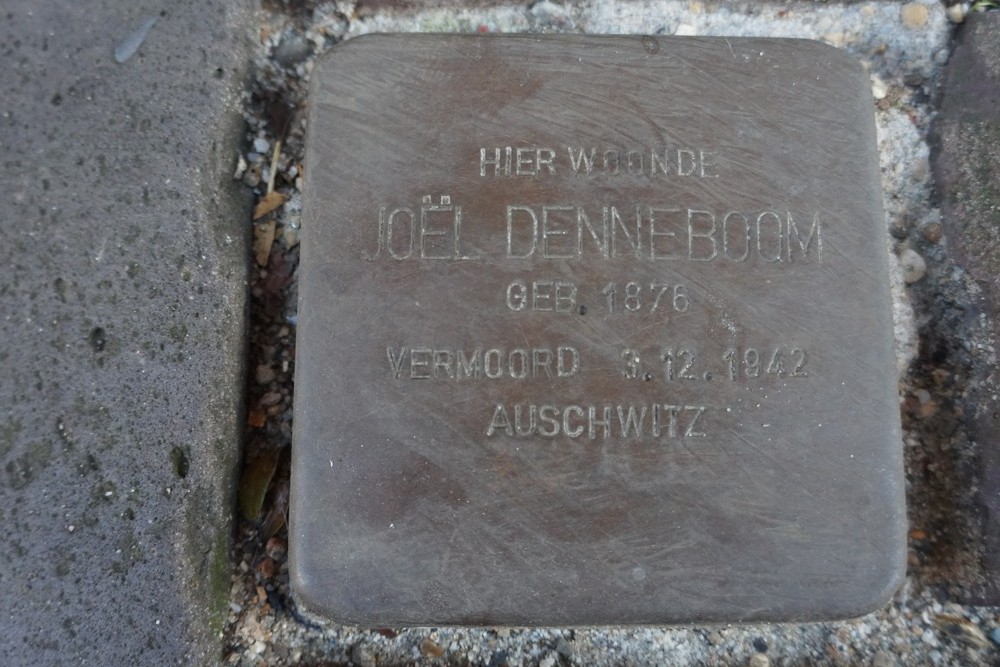 HIER WOONDE
JOËL DENNEBOOM
GEB. 1876
VERMOORD 3.12.1942
AUSCHWITZ